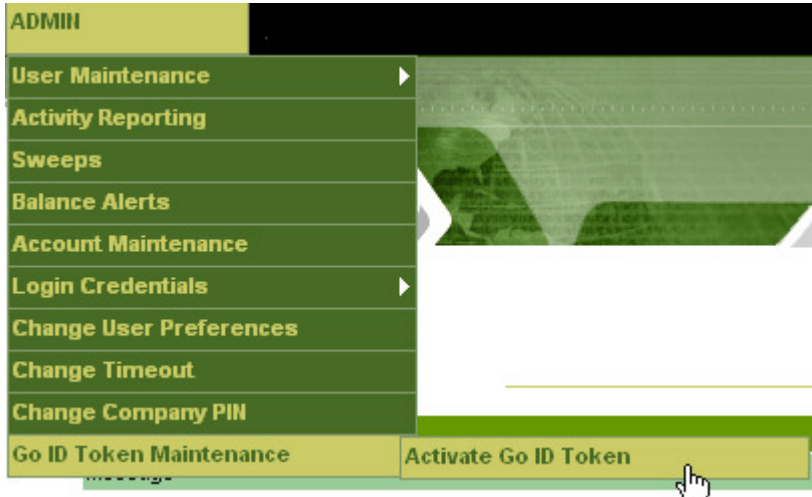 ADMIN
User Maintenance
Activity Reporting
Sweeps
Balance Alerts
Account Maintenance
Login Credentials
Change User Preferences
Change Timeout
Change Company PIN
Go ID Token Maintenance
Activate Go ID Token